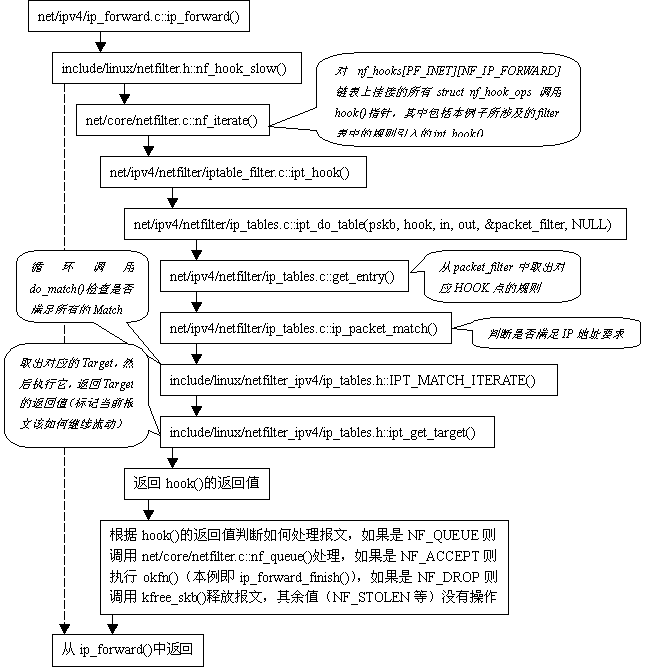 net/ipv4/ip_forward.c::ip_forward()
include/linux/netfilter.h::nf_hook_slow()
对 nf_hooks[PF_INET][NF_IP_FORWARD]
链表上挂接的所有 struct nf_hook_ops 调用
hook()指针，其中包括本例子所涉及的filter
表中的规则引入的ipt_hook()
net/core/netfilter.c::nf_iterate()
net/ipv4/netfilter/iptable_filter.c::ipt_hook()
net/ipv4/netfilter/ip_tables.c::ipt_do_table(pskb, hook, in, out, &packet_filter, NULL)
循环调用
do_match()检查是否
满足所有的 Match
net/ipv4/netfilter/ip_tables.c::get_entry()
从 packet_filter 中取出对
应 HOOK 点的规则
net/ipv4/netfilter/ip_tables.c::ip_packet_match()
判断是否满足 IP 地址要求
取出对应的 Target，然
后执行它，返回 Target
的返回值（标记当前报
文该如何继续流动）
include/linux/netfilter_ipv4/ip_tables.h::IPT_MATCH_ITERATE()
include/linux/netfilter_ipv4/ip_tables.h::ipt_get_target()
返回 hook()的返回值
根据 hook()的返回值判断如何处理报文，如果是 NF_QUEUE 则
调用 net/core/netfilter.c::nf_queue()处理，如果是 NF_ACCEPT 则
执行 okfn()（本例即 ip_forward_finish()），如果是 NF_DROP 则
调用 kfree_skb()释放报文，其余值（NF_STOLEN 等）没有操作
从 ip_forward()中返回